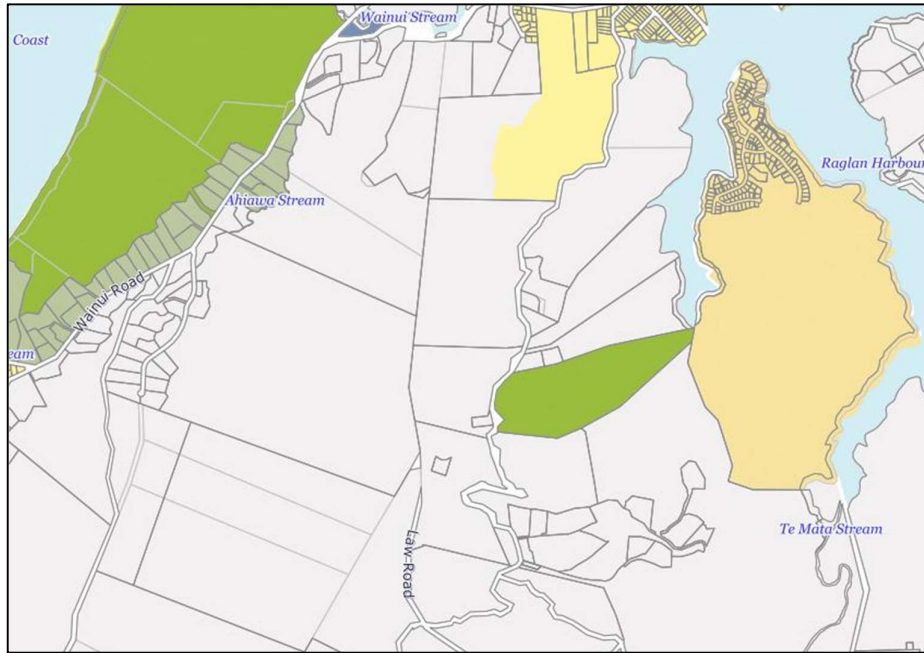 Wainui Stream
Coast
Raglan Harbour
Ahiawa Stream
Wainui Road
eam
Te Mata Stream
Law Road